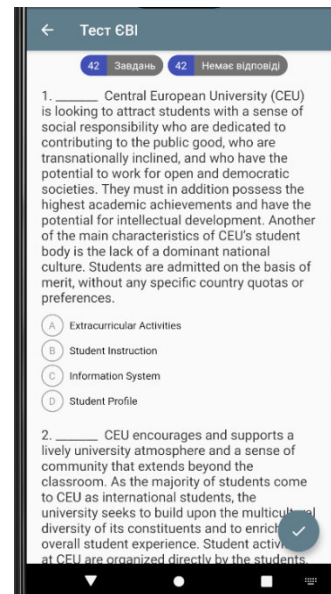 Тест ЄВІ
42 Завдань 42 Немає відповіді
1. ______ Central European University (CEU)
is looking to attract students with a sense of
social responsibility who are dedicated to
contributing to the public good, who are
transnationally inclined, and who have the
potential to work for open and democratic
societies. They must in addition possess the
highest academic achievements and have the
potential for intellectual development. Another
of the main characteristics of CEU's student
body is the lack of a dominant national
culture. Students are admitted on the basis of
merit, without any specific country quotas or
preferences.
A Extracurricular Activities
B Student Instruction
C Information System
D Student Profile
2. ______ CEU encourages and supports a
lively university atmosphere and a sense of
community that extends beyond the
classroom. As the majority of students come
to CEU as international students, the
university seeks to build upon the
diversity of its constituents and to
overall student experience. Student
at CEU are organized directly by the students.